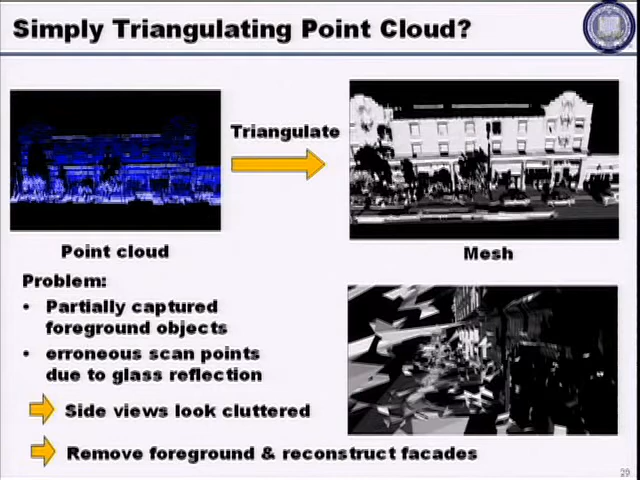 Simply Triangulating Point Cloud?
Triangulate
Point cloud
Mesh
Problem:
• Partially captured
foreground objects
• erroneous scan points
due to glass reflection
Side views look cluttered
Remove foreground & reconstruct facades
29